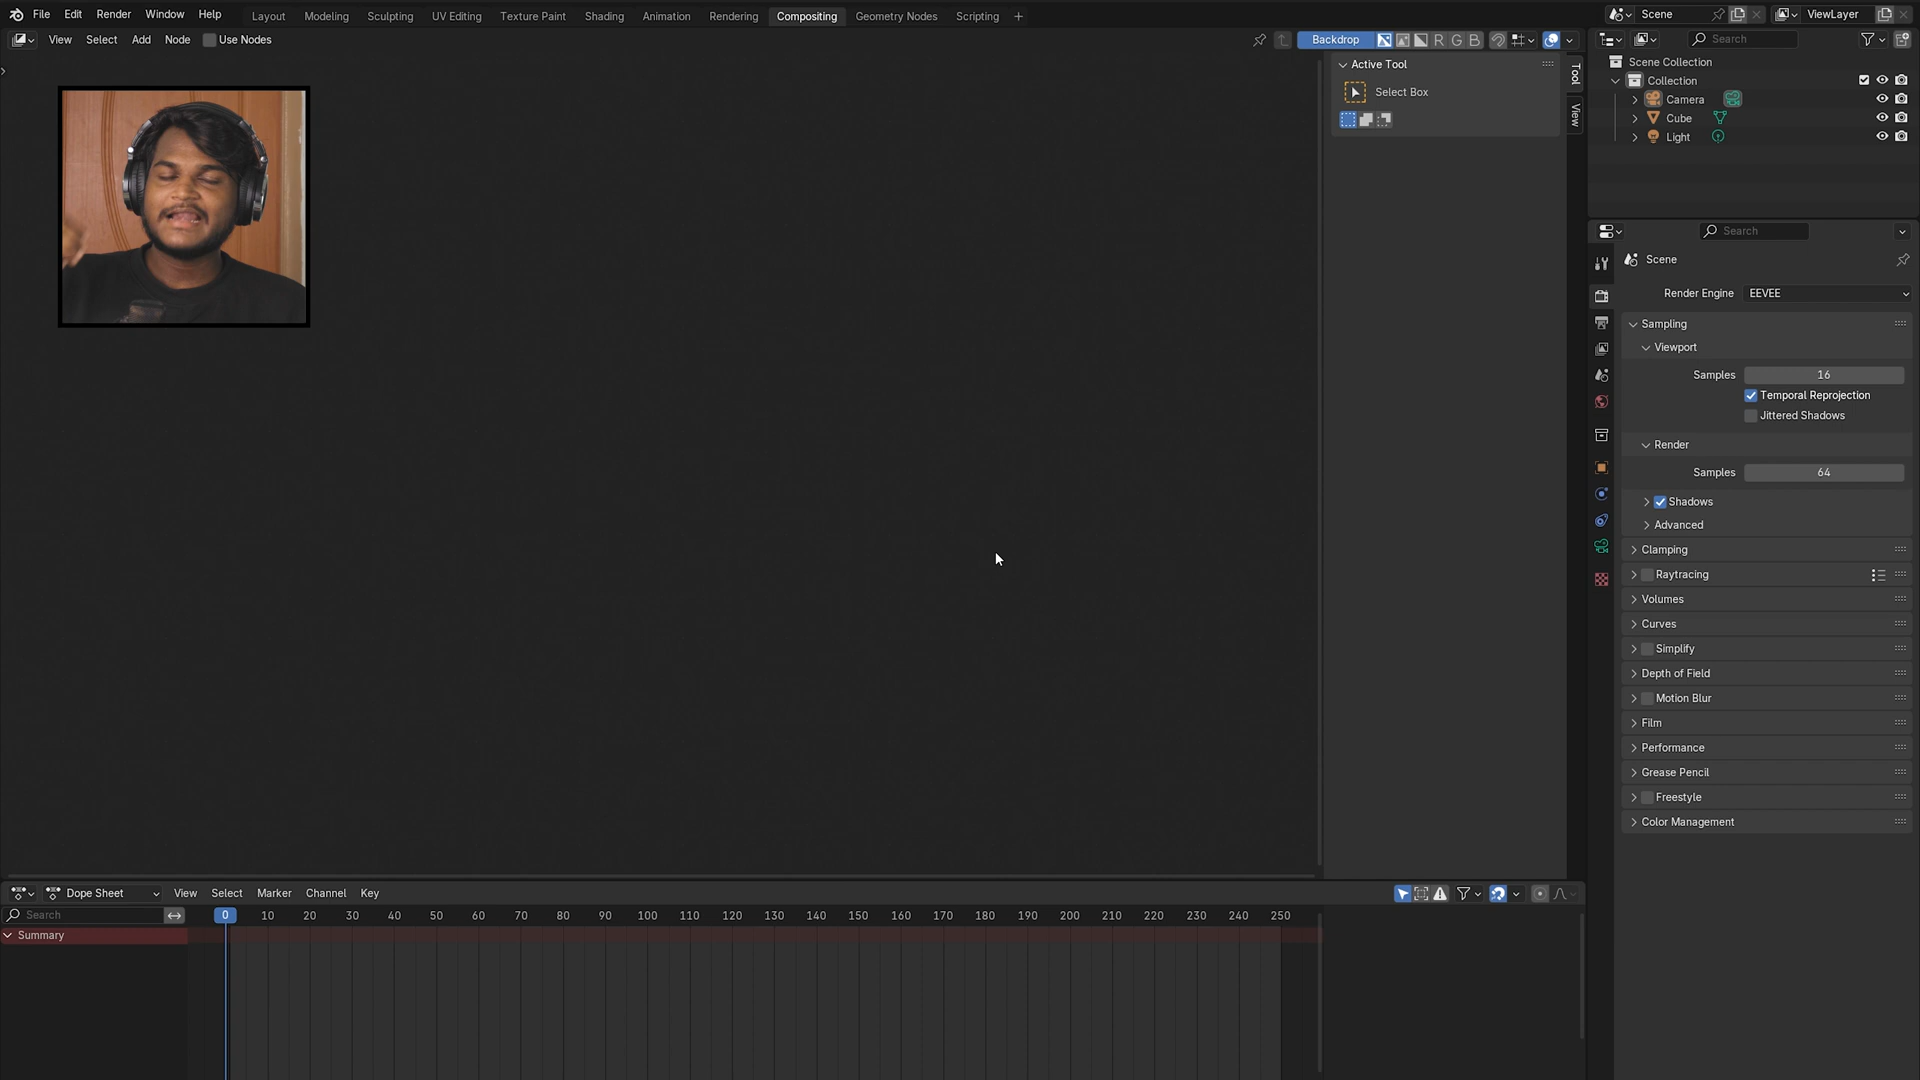 File Edit Render Window Help Layout Modeling Sculpting UV Editing Texture Paint Shading Animation Rendering Compositing Geometry Nodes Scripting + Scene ViewLayer
View Select Add Node Use Nodes Backdrop R G B Search
Active Tool
Select Box
Tool
View
Scene Collection
Collection
Camera
Cube
Light
Search
Scene
Render Engine EEVEE
Sampling
Viewport
Samples 16
Temporal Reprojection
Jittered Shadows
Render
Samples 64
Shadows
Advanced
Clamping
Raytracing
Volumes
Curves
Simplify
Depth of Field
Motion Blur
Film
Performance
Grease Pencil
Freestyle
Color Management
Dope Sheet View Select Marker Channel Key
Search 0 10 20 30 40 50 60 70 80 90 100 110 120 130 140 150 160 170 180 190 200 210 220 230 240 250
Summary